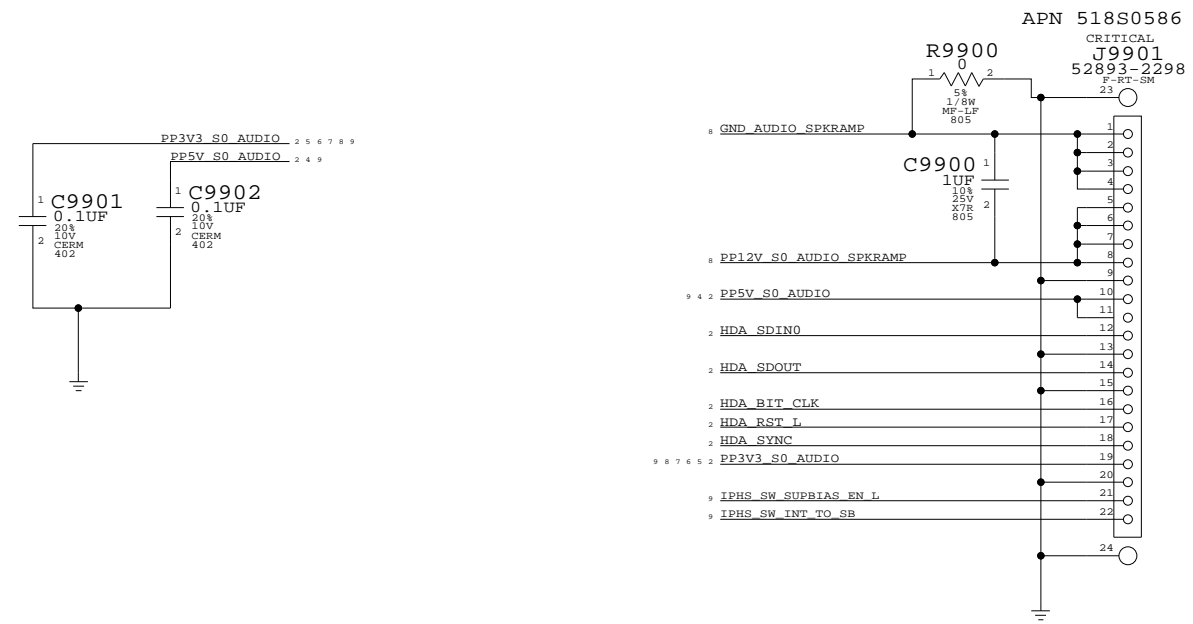 APN 518S0586
CRITICAL
J9901
52893-2298
F-RT-SM
R9900
0
1 2
5%
1/8W
MF-LF
805
23
PP3V3_S0_AUDIO 2 5 6 7 8 9
PP5V_S0_AUDIO 2 4 9
1 C9901
0.1UF
20%
10V
CERM
402
2
1 C9902
0.1UF
20%
10V
CERM
402
2
8 GND_AUDIO_SPKRAMP
C9900 1
1UF
10%
25V
X7R
805
2
8 PP12V_S0_AUDIO_SPKRAMP
9 4 2 PP5V_S0_AUDIO
2 HDA_SDIN0
2 HDA_SDOUT
2 HDA_BIT_CLK
2 HDA_RST_L
2 HDA_SYNC
9 8 7 6 5 2 PP3V3_S0_AUDIO
9 IPHS_SW_SUPBIAS_EN_L
9 IPHS_SW_INT_TO_SB
1
2
3
4
5
6
7
8
9
10
11
12
13
14
15
16
17
18
19
20
21
22
24